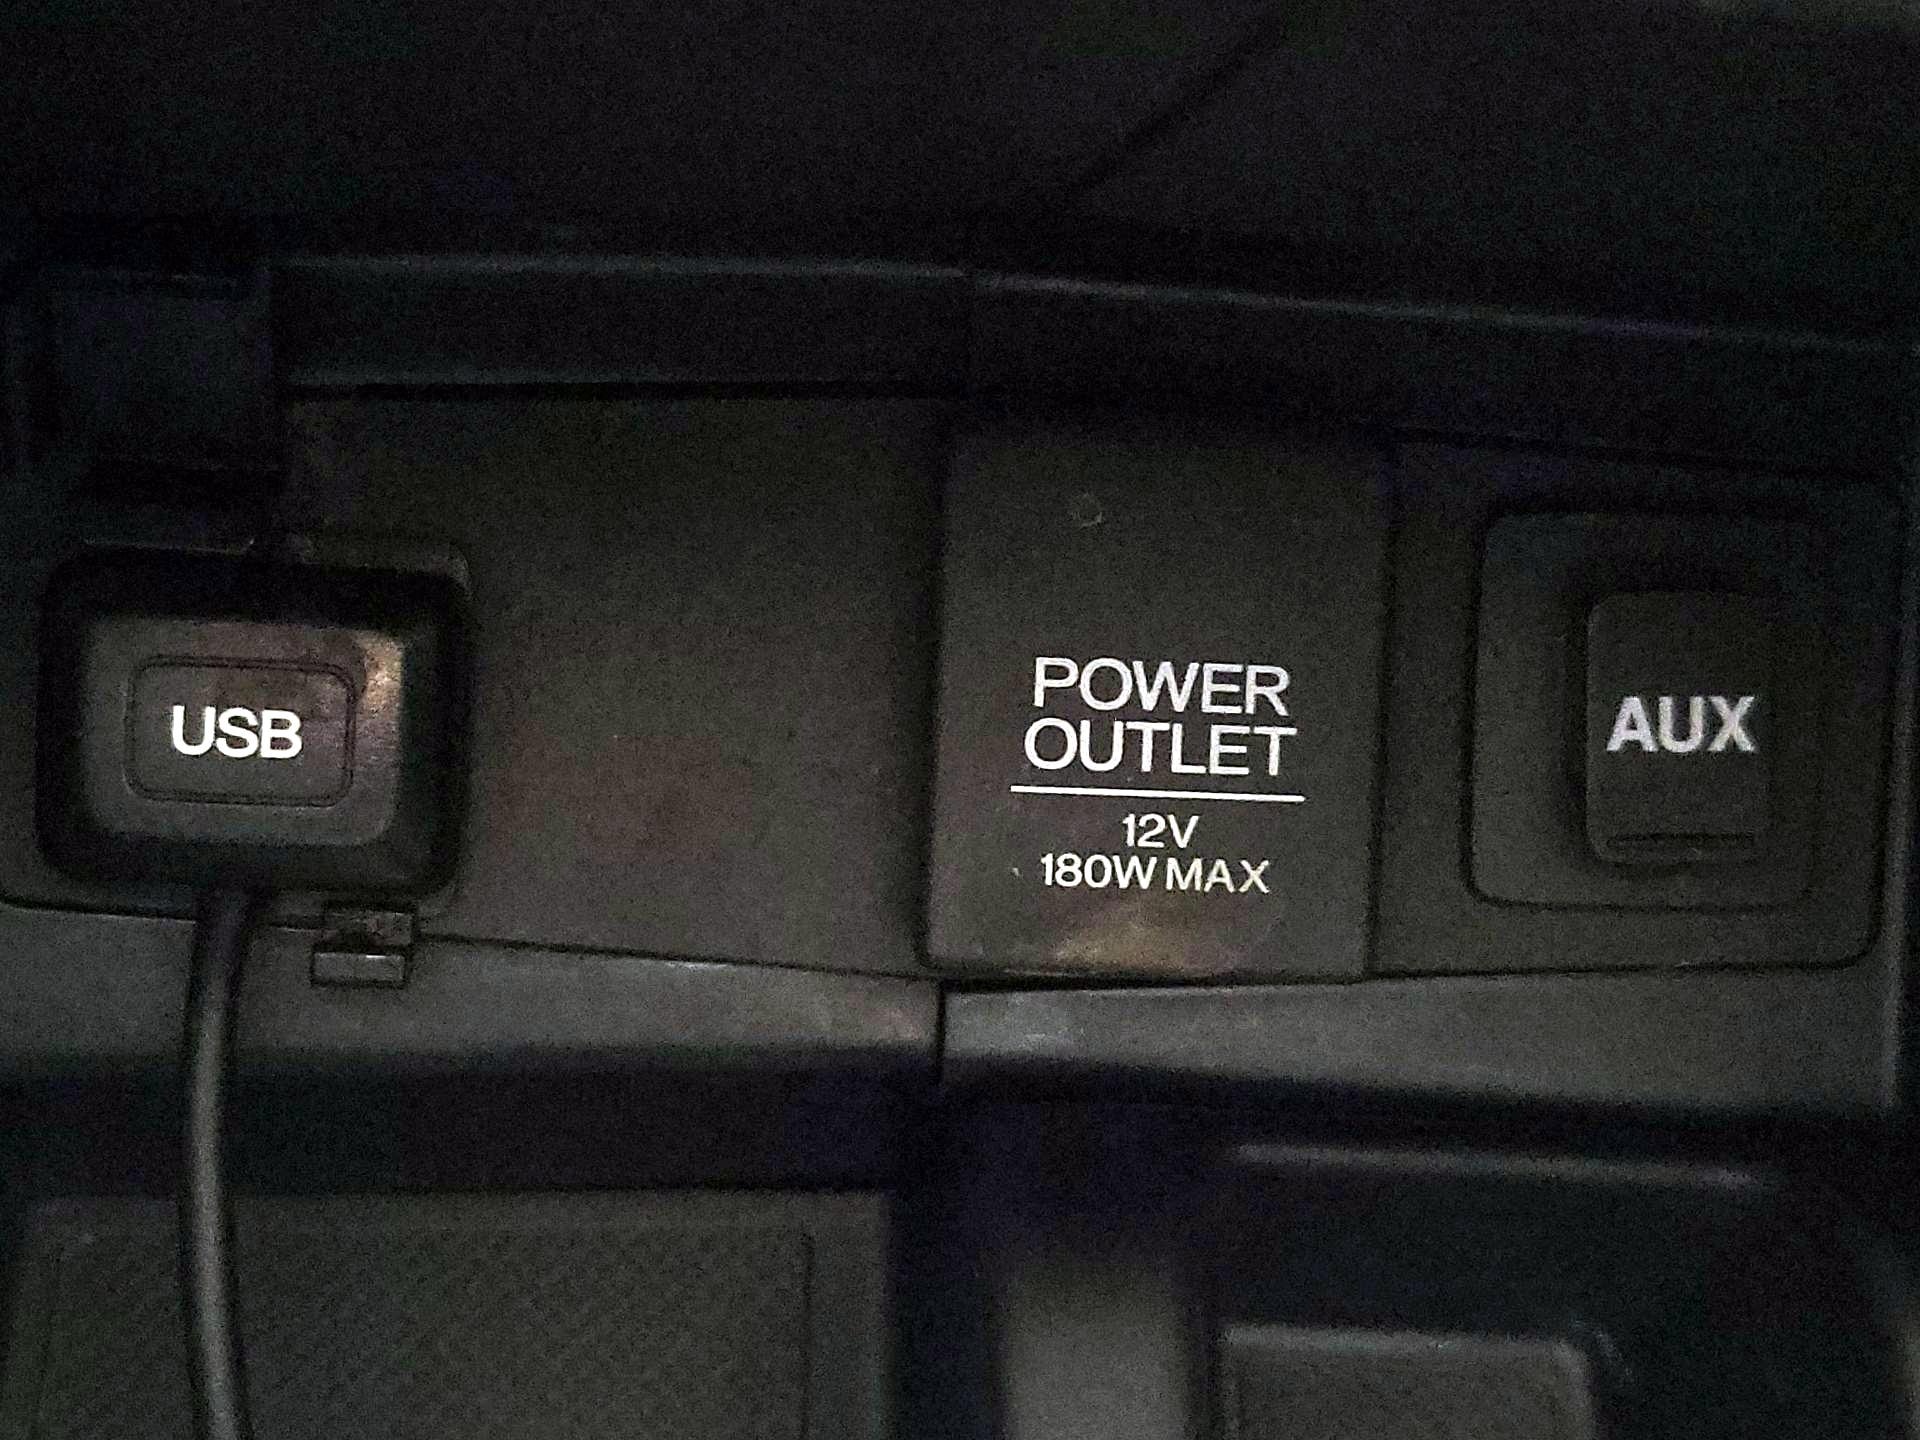 USB
POWER
OUTLET
12V
180W MAX
AUX